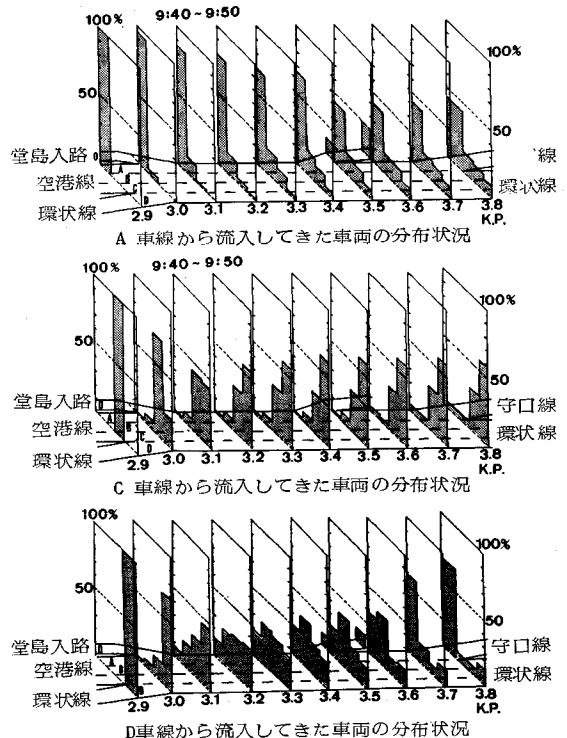 100% 9:40~9:50
100%
50
50
堂島入路
線
空港線
環状線
環状線
2.9 3.0 3.1 3.2 3.3 3.4 3.5 3.6 3.7 3.8
K.P.
A 車線から流入してきた車両の分布状況
100% 9:40~9:50
100%
50
50
堂島入路
守口線
空港線
環状線
環状線
2.9 3.0 3.1 3.2 3.3 3.4 3.5 3.6 3.7 3.8
K.P.
C 車線から流入してきた車両の分布状況
100%
100%
50
50
堂島入路
守口線
空港線
環状線
環状線
2.9 3.0 3.1 3.2 3.3 3.4 3.5 3.6 3.7 3.8
K.P.
D車線から流入してきた車両の分布状況